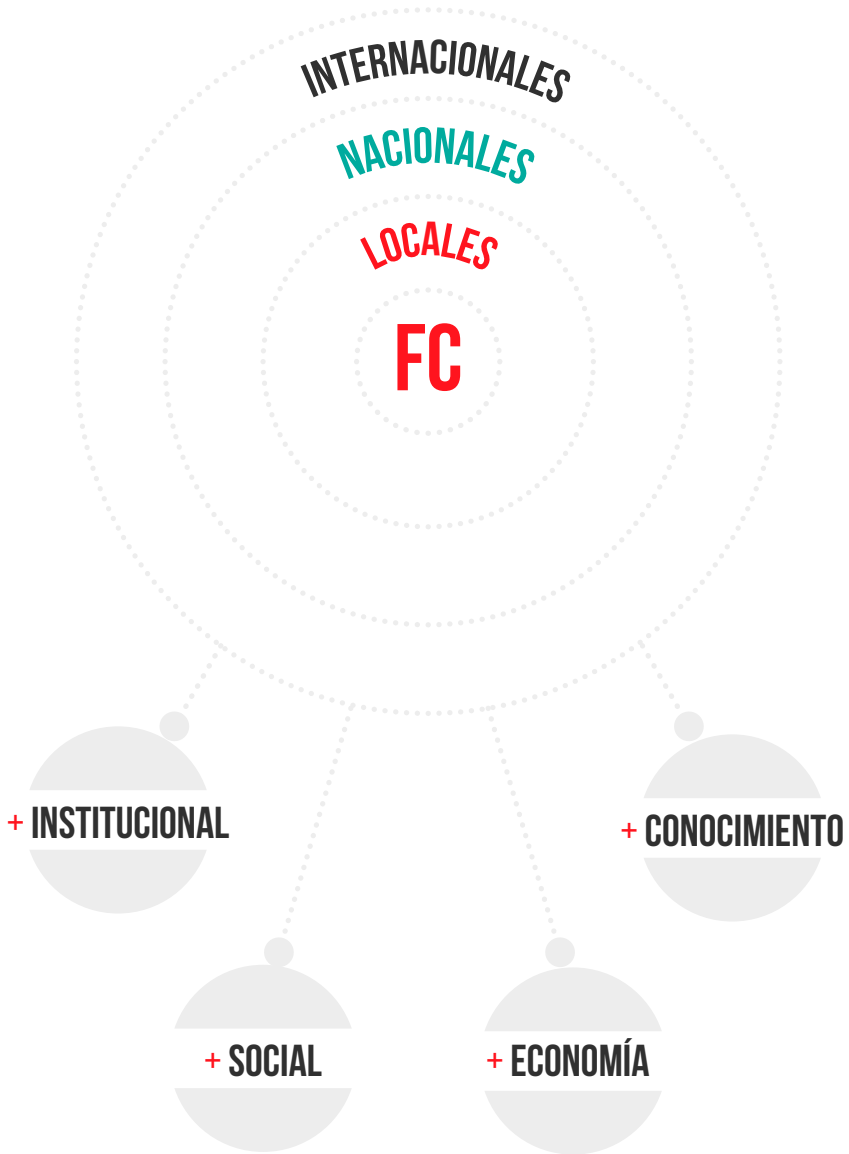 INTERNACIONALES
NACIONALES
LOCALES
FC
+ INSTITUCIONAL
+ CONOCIMIENTO
+ SOCIAL
+ ECONOMÍA